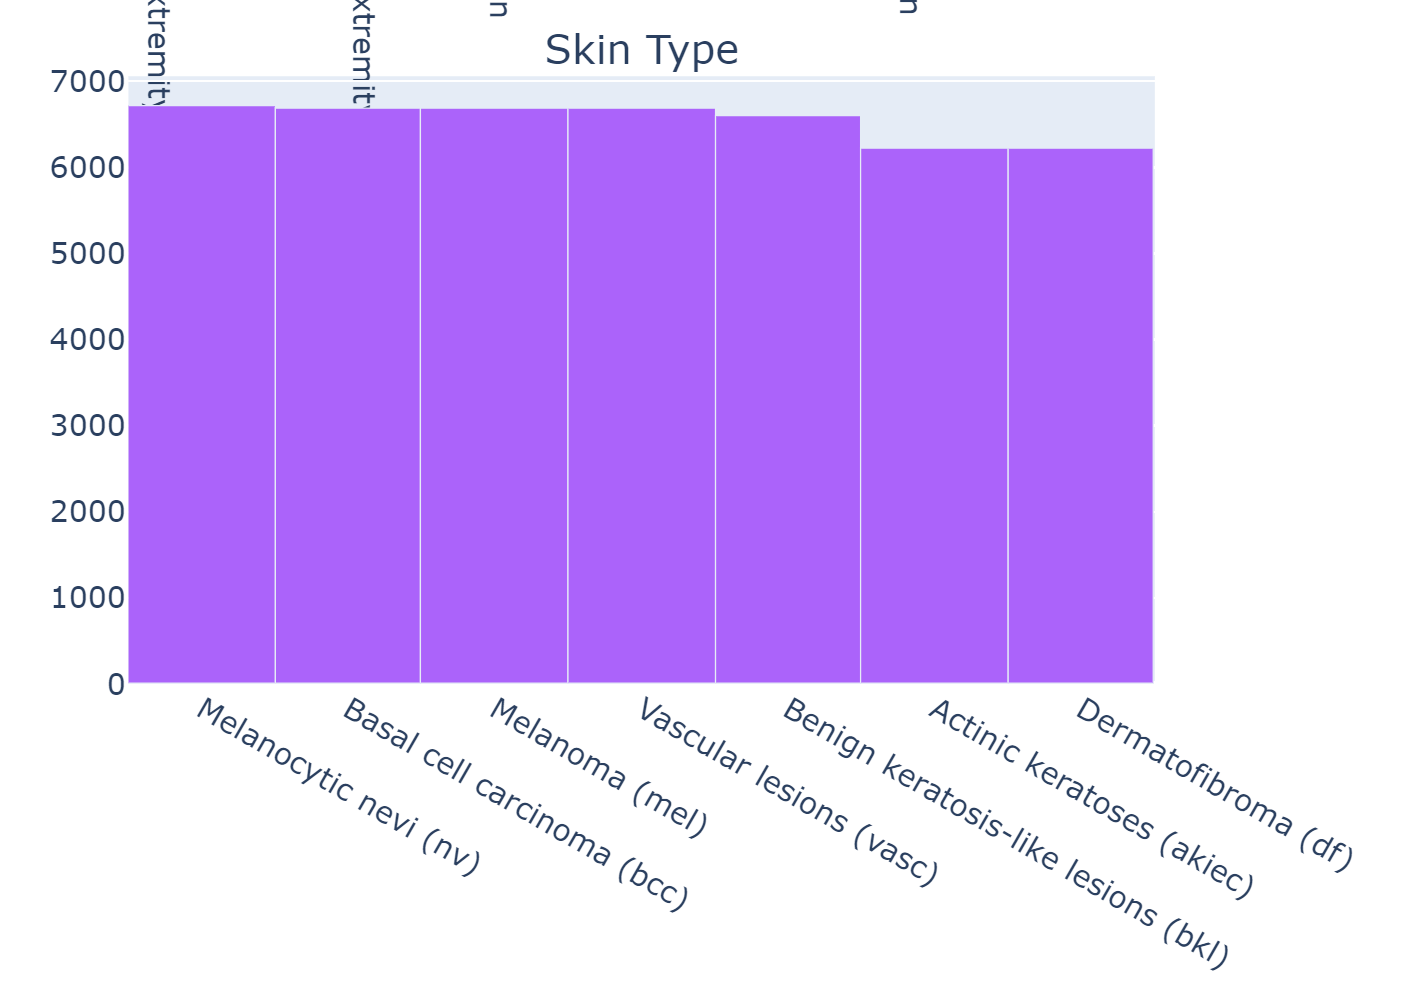 Skin Type
7000
6000
5000
4000
3000
2000
1000
0
Melanocytic nevi (nv)
Basal cell carcinoma (bcc)
Melanoma (mel)
Vascular lesions (vasc)
Benign keratosis-like lesions (bkl)
Actinic keratoses (akiec)
Dermatofibroma (df)